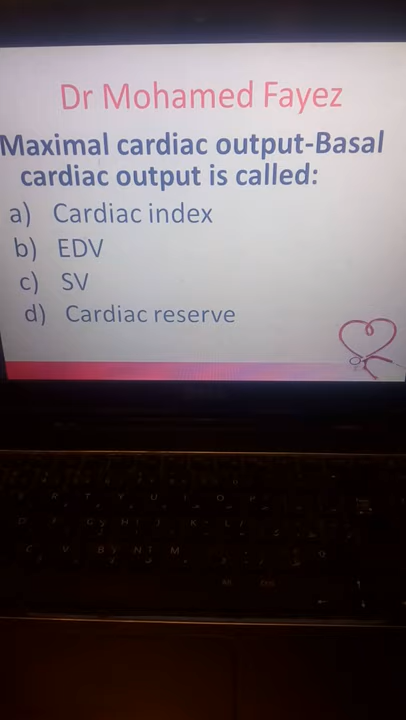 Dr Mohamed Fayez
Maximal cardiac output-Basal
cardiac output is called:
a) Cardiac index
b) EDV
c) SV
d) Cardiac reserve
R T Y U I O P
G H J K L
C V B N M